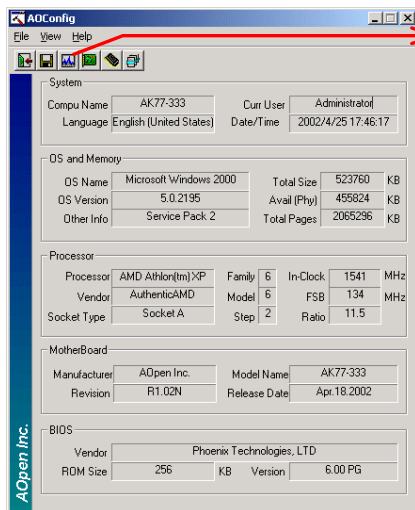 AOConfig
File View Help
System
Compu Name AK77-333 Curr User Administrator
Language English (United States) Date/Time 2002/4/25 17:46:17
OS and Memory
OS Name Microsoft Windows 2000 Total Size 523760 KB
OS Version 5.0.2195 Avail (Phy) 455824 KB
Other Info Service Pack 2 Total Pages 2065296 KB
Processor
Processor AMD Athlon(tm) XP Family 6 In-Clock 1541 MHz
Vendor AuthenticAMD Model 6 FSB 134 MHz
Socket Type Socket A Step 2 Ratio 11.5
MotherBoard
Manufacturer AOpen Inc. Model Name AK77-333
Revision R1.02N Release Date Apr.18.2002
BIOS
Vendor Phoenix Technologies, LTD
ROM Size 256 KB Version 6.00 PG
AOpen Inc.